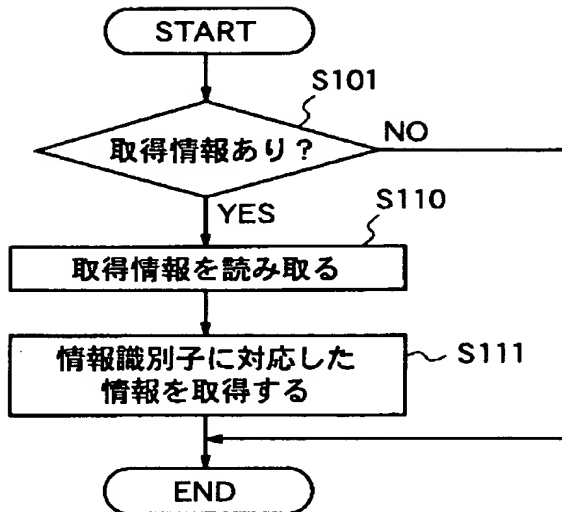 START
S101
取得情報あり？
NO
YES
S110
取得情報を読み取る
情報識別子に対応した
情報を取得する
S111
END